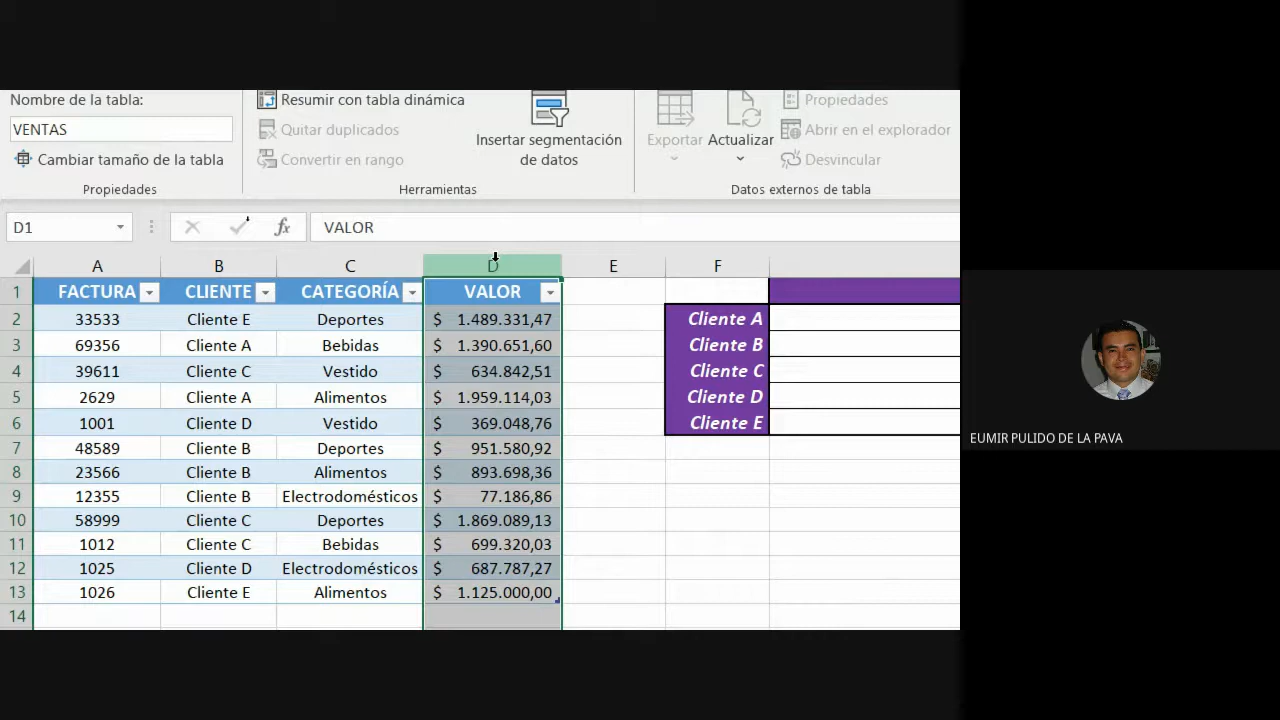 Nombre de la tabla:
VENTAS
Cambiar tamaño de la tabla
Propiedades
Resumir con tabla dinámica
Quitar duplicados
Convertir en rango
Insertar segmentación
de datos
Herramientas
Exportar
Actualizar
Propiedades
Abrir en el explorador
Desvincular
Datos externos de tabla
D1
fx
VALOR
A B C D E F
1 FACTURA CLIENTE CATEGORÍA VALOR
2 33533 Cliente E Deportes $ 1.489.331,47 Cliente A
3 69356 Cliente A Bebidas $ 1.390.651,60 Cliente B
4 39611 Cliente C Vestido $ 634.842,51 Cliente C
5 2629 Cliente A Alimentos $ 1.959.114,03 Cliente D
6 1001 Cliente D Vestido $ 369.048,76 Cliente E
7 48589 Cliente B Deportes $ 951.580,92
8 23566 Cliente B Alimentos $ 893.698,36
9 12355 Cliente B Electrodomésticos $ 77.186,86
10 58999 Cliente C Deportes $ 1.869.089,13
11 1012 Cliente C Bebidas $ 699.320,03
12 1025 Cliente D Electrodomésticos $ 687.787,27
13 1026 Cliente E Alimentos $ 1.125.000,00
14
EUMIR PULIDO DE LA PAVA